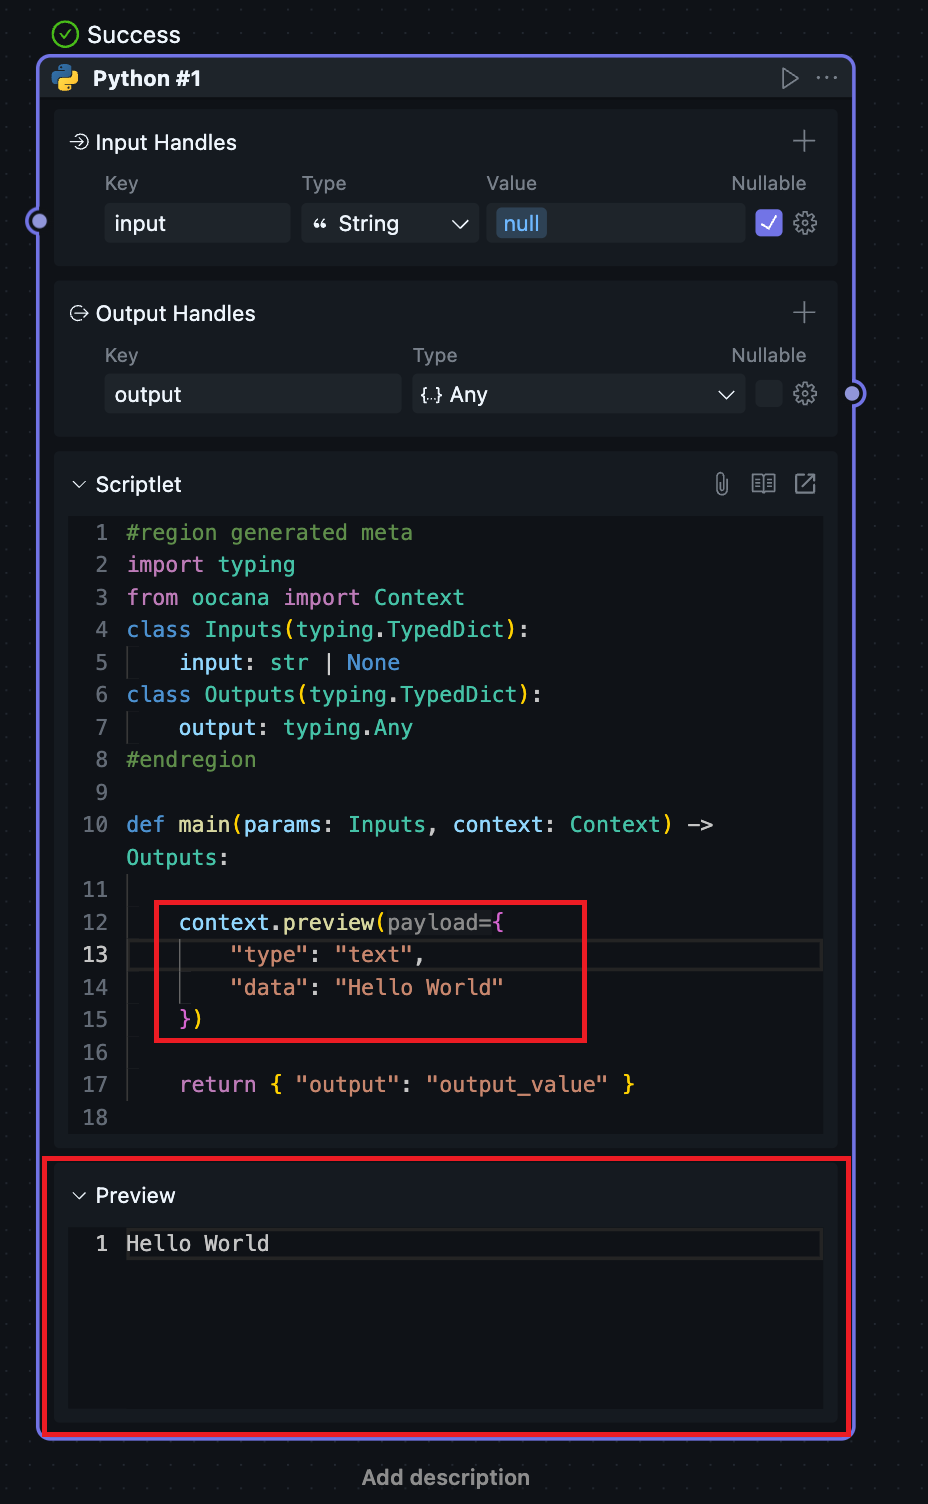 Success
Python #1
Input Handles
Key Type Value Nullable
input “ String null
Output Handles
Key Type Nullable
output {...} Any
Scriptlet
1 #region generated meta
2 import typing
3 from oocana import Context
4 class Inputs(typing.TypedDict):
5 input: str | None
6 class Outputs(typing.TypedDict):
7 output: typing.Any
8 #endregion
9
10 def main(params: Inputs, context: Context) ->
Outputs:
11
12 context.preview(payload={
13 "type": "text",
14 "data": "Hello World"
15 })
16
17 return { "output": "output_value" }
18
Preview
1 Hello World
Add description